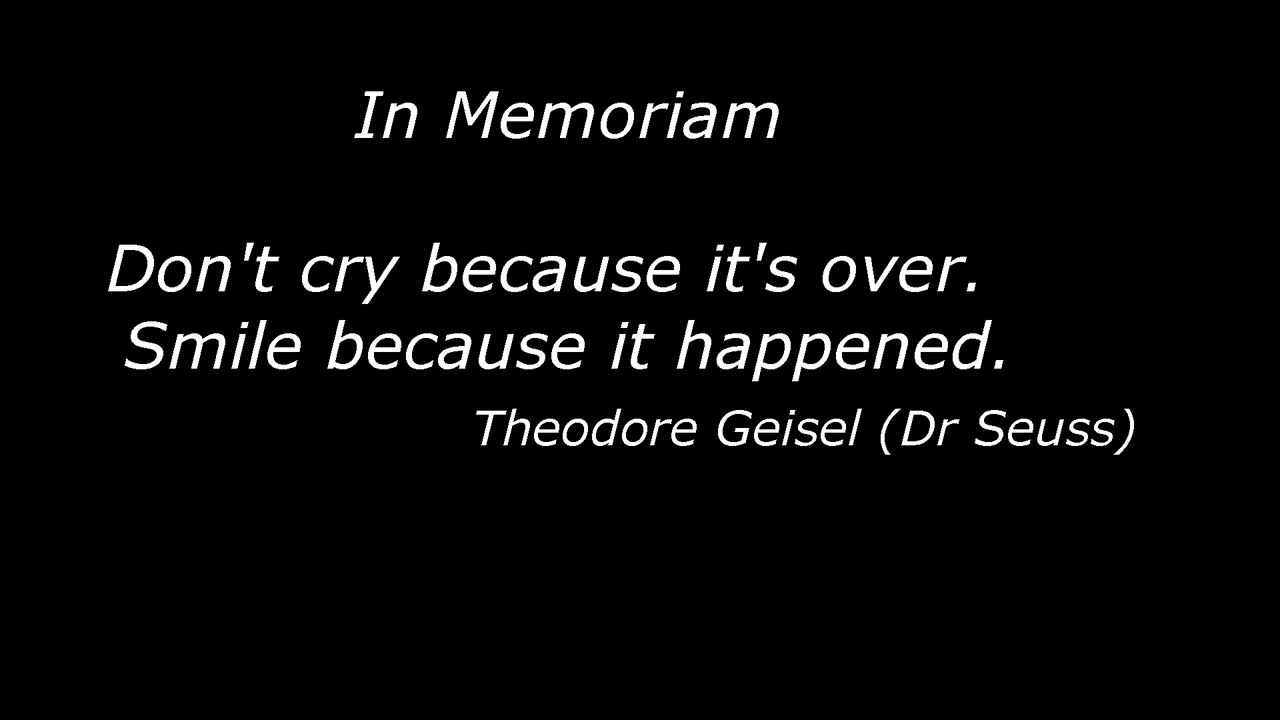 In Memoriam
Don't cry because it's over.
Smile because it happened.
Theodore Geisel (Dr Seuss)